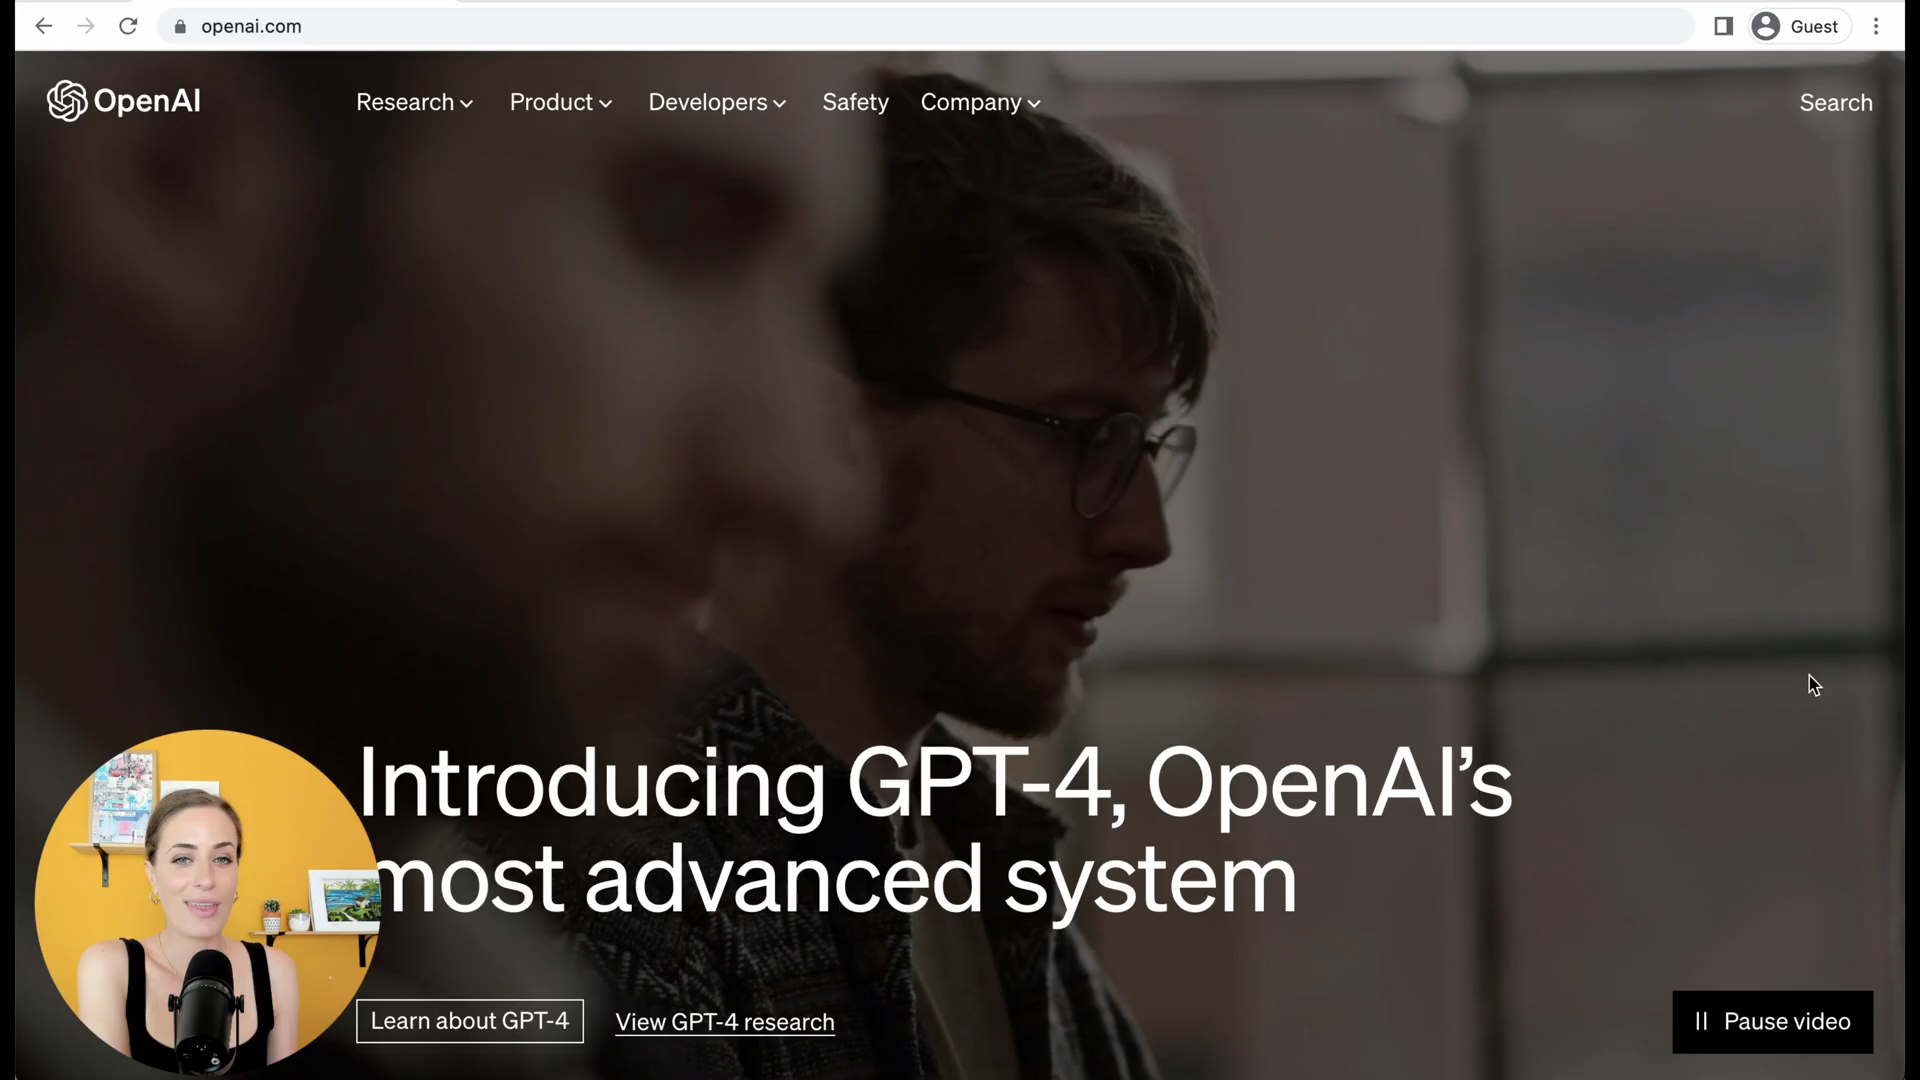 openai.com
Guest
OpenAI
Research
Product
Developers
Safety
Company
Search
Introducing GPT-4, OpenAI’s
most advanced system
Learn about GPT-4
View GPT-4 research
Pause video